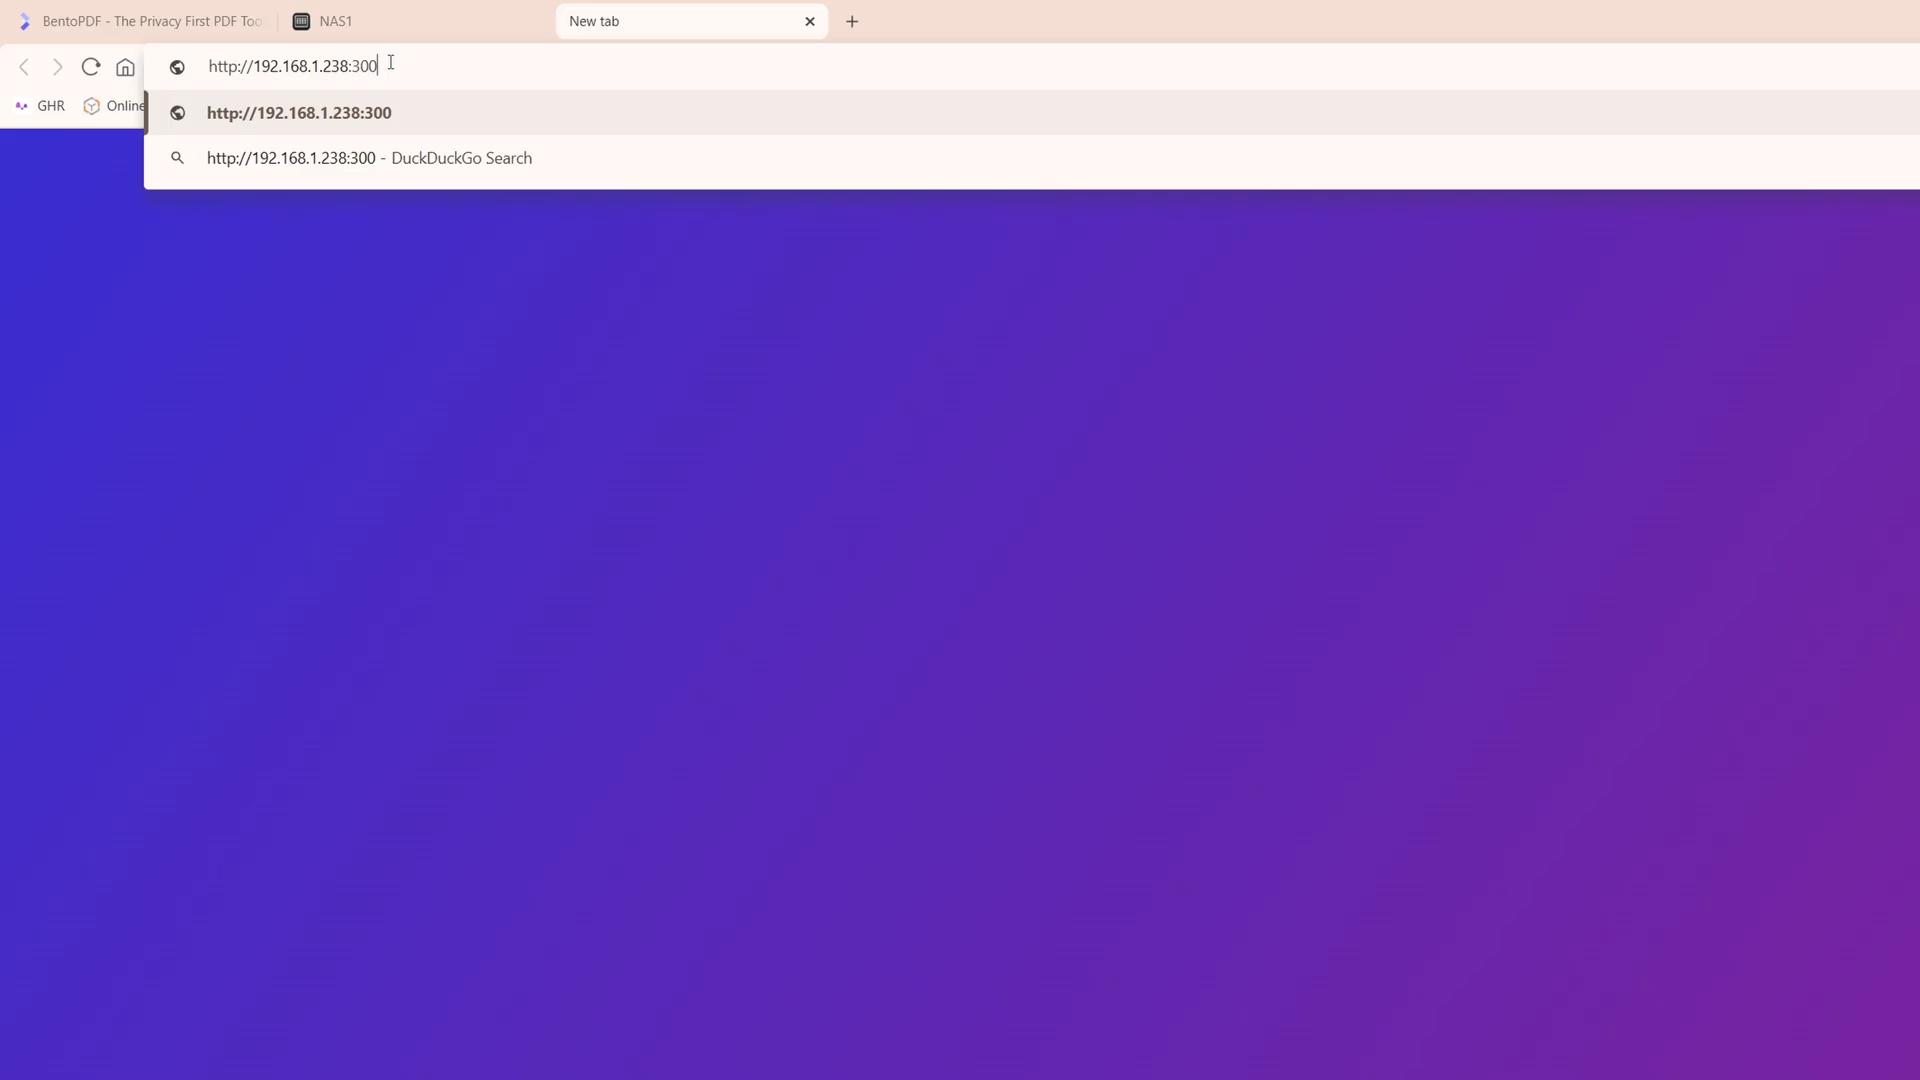 BentoPDF - The Privacy First PDF Too
NAS1
New tab
http://192.168.1.238:300
GHR
Online
http://192.168.1.238:300
http://192.168.1.238:300 - DuckDuckGo Search